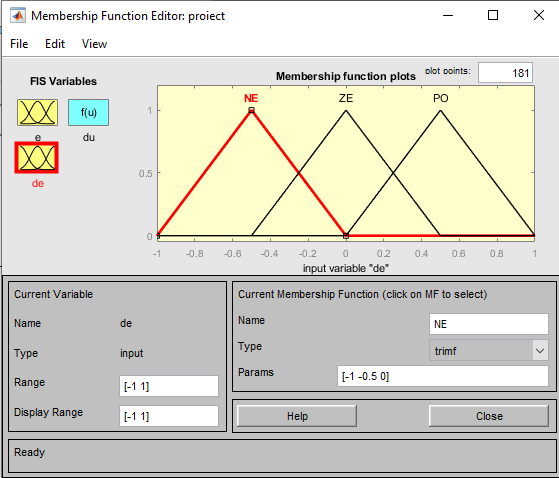 Membership Function Editor: proiect
File Edit View
FIS Variables
e
f(u)
du
de
Membership function plots
plot points:
181
NE
ZE
PO
1
0.5
0
-1 -0.8 -0.6 -0.4 -0.2 0 0.2 0.4 0.6 0.8 1
input variable "de"
Current Variable
Name de
Type input
Range [-1 1]
Display Range [-1 1]
Current Membership Function (click on MF to select)
Name NE
Type trimf
Params [-1 -0.5 0]
Help Close
Ready